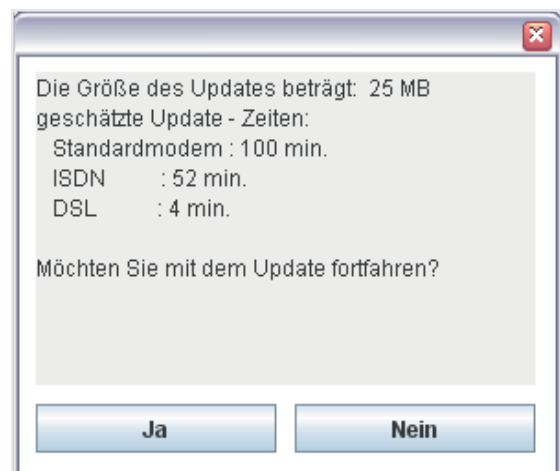 Die Größe des Updates beträgt: 25 MB
geschätzte Update - Zeiten:
Standardmodem : 100 min.
ISDN : 52 min.
DSL : 4 min.
Möchten Sie mit dem Update fortfahren?
Ja Nein